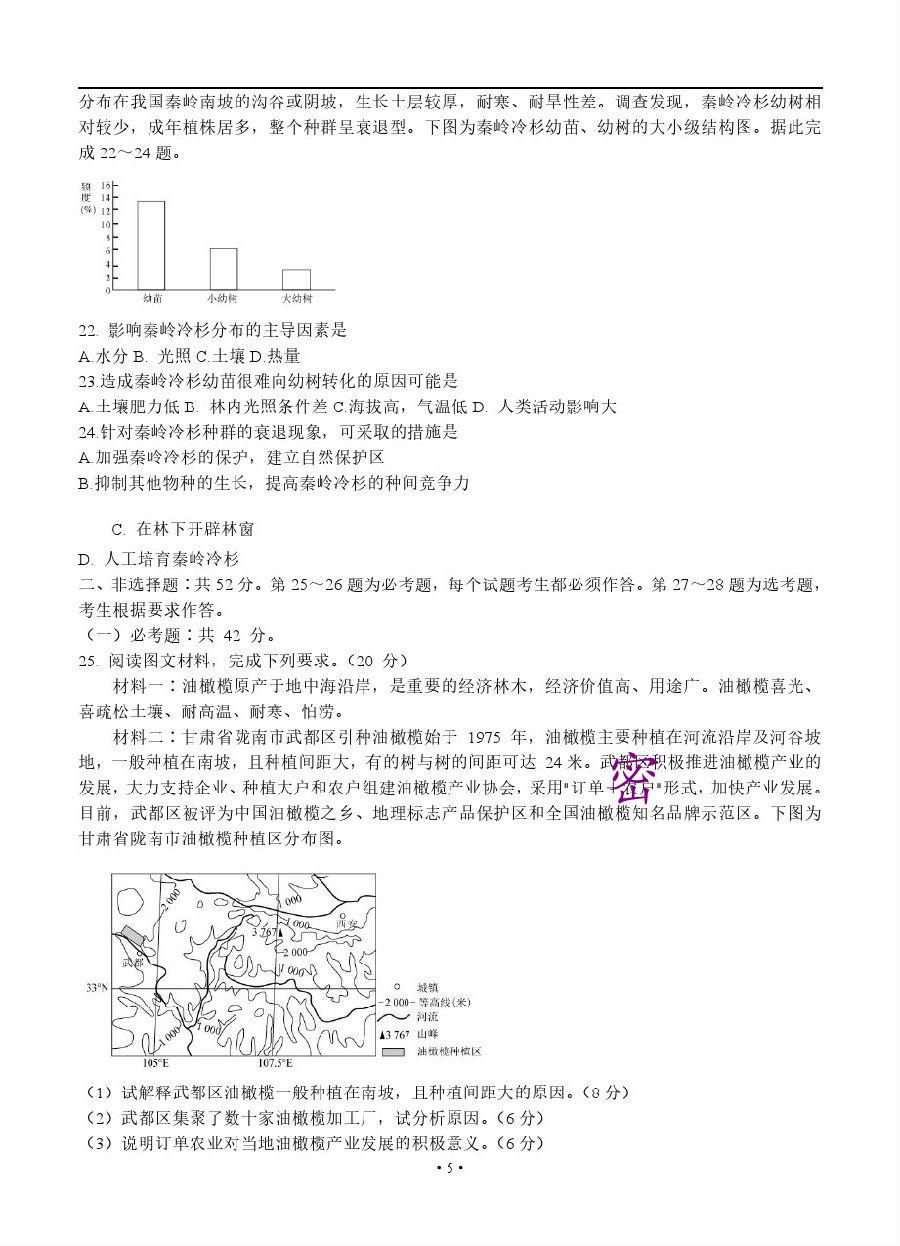 分布在我国秦岭南坡的沟谷或阴坡，生长土层较厚，耐寒、耐旱性差。调查发现，秦岭冷杉幼树相
对较少，成年植株居多，整个种群呈衰退型。下图为秦岭冷杉幼苗、幼树的大小级结构图。据此完
成 22～24 题。
频度(%)
16
14
12
10
8
6
4
2
0
幼苗 小幼树 大幼树
22. 影响秦岭冷杉分布的主导因素是
A.水分 B. 光照 C.土壤 D.热量
23.造成秦岭冷杉幼苗很难向幼树转化的原因可能是
A.土壤肥力低 B. 林内光照条件差 C.海拔高，气温低 D. 人类活动影响大
24.针对秦岭冷杉种群的衰退现象，可采取的措施是
A.加强秦岭冷杉的保护，建立自然保护区
B.抑制其他物种的生长，提高秦岭冷杉的种间竞争力
C. 在林下开辟林窗
D. 人工培育秦岭冷杉
二、非选择题：共 52 分。第 25～26 题为必考题，每个试题考生都必须作答。第 27～28 题为选考题，
考生根据要求作答。
（一）必考题：共 42 分。
25. 阅读图文材料，完成下列要求。（20 分）
材料一：油橄榄原产于地中海沿岸，是重要的经济林木，经济价值高、用途广。油橄榄喜光、
喜疏松土壤、耐高温、耐寒、怕涝。
材料二：甘肃省陇南市武都区引种油橄榄始于 1975 年，油橄榄主要种植在河流沿岸及河谷坡
地，一般种植在南坡，且种植间距大，有的树与树的间距可达 24 米。武都区积极推进油橄榄产业的
发展，大力支持企业、种植大户和农户组建油橄榄产业协会，采用"订单 户"形式，加快产业发展。
密
目前，武都区被评为中国油橄榄之乡、地理标志产品保护区和全国油橄榄知名品牌示范区。下图为
甘肃省陇南市油橄榄种植区分布图。
2 000
1 000
西安
1 000
3 767
2 000
武都
1 000
33°N
1 000
1 000
105°E 107.5°E
城镇
-2 000- 等高线(米)
河流
▲3 767 山峰
油橄榄种植区
（1）试解释武都区油橄榄一般种植在南坡，且种植间距大的原因。（8 分）
（2）武都区集聚了数十家油橄榄加工厂，试分析原因。（6 分）
（3）说明订单农业对当地油橄榄产业发展的积极意义。（6 分）
• 5 •